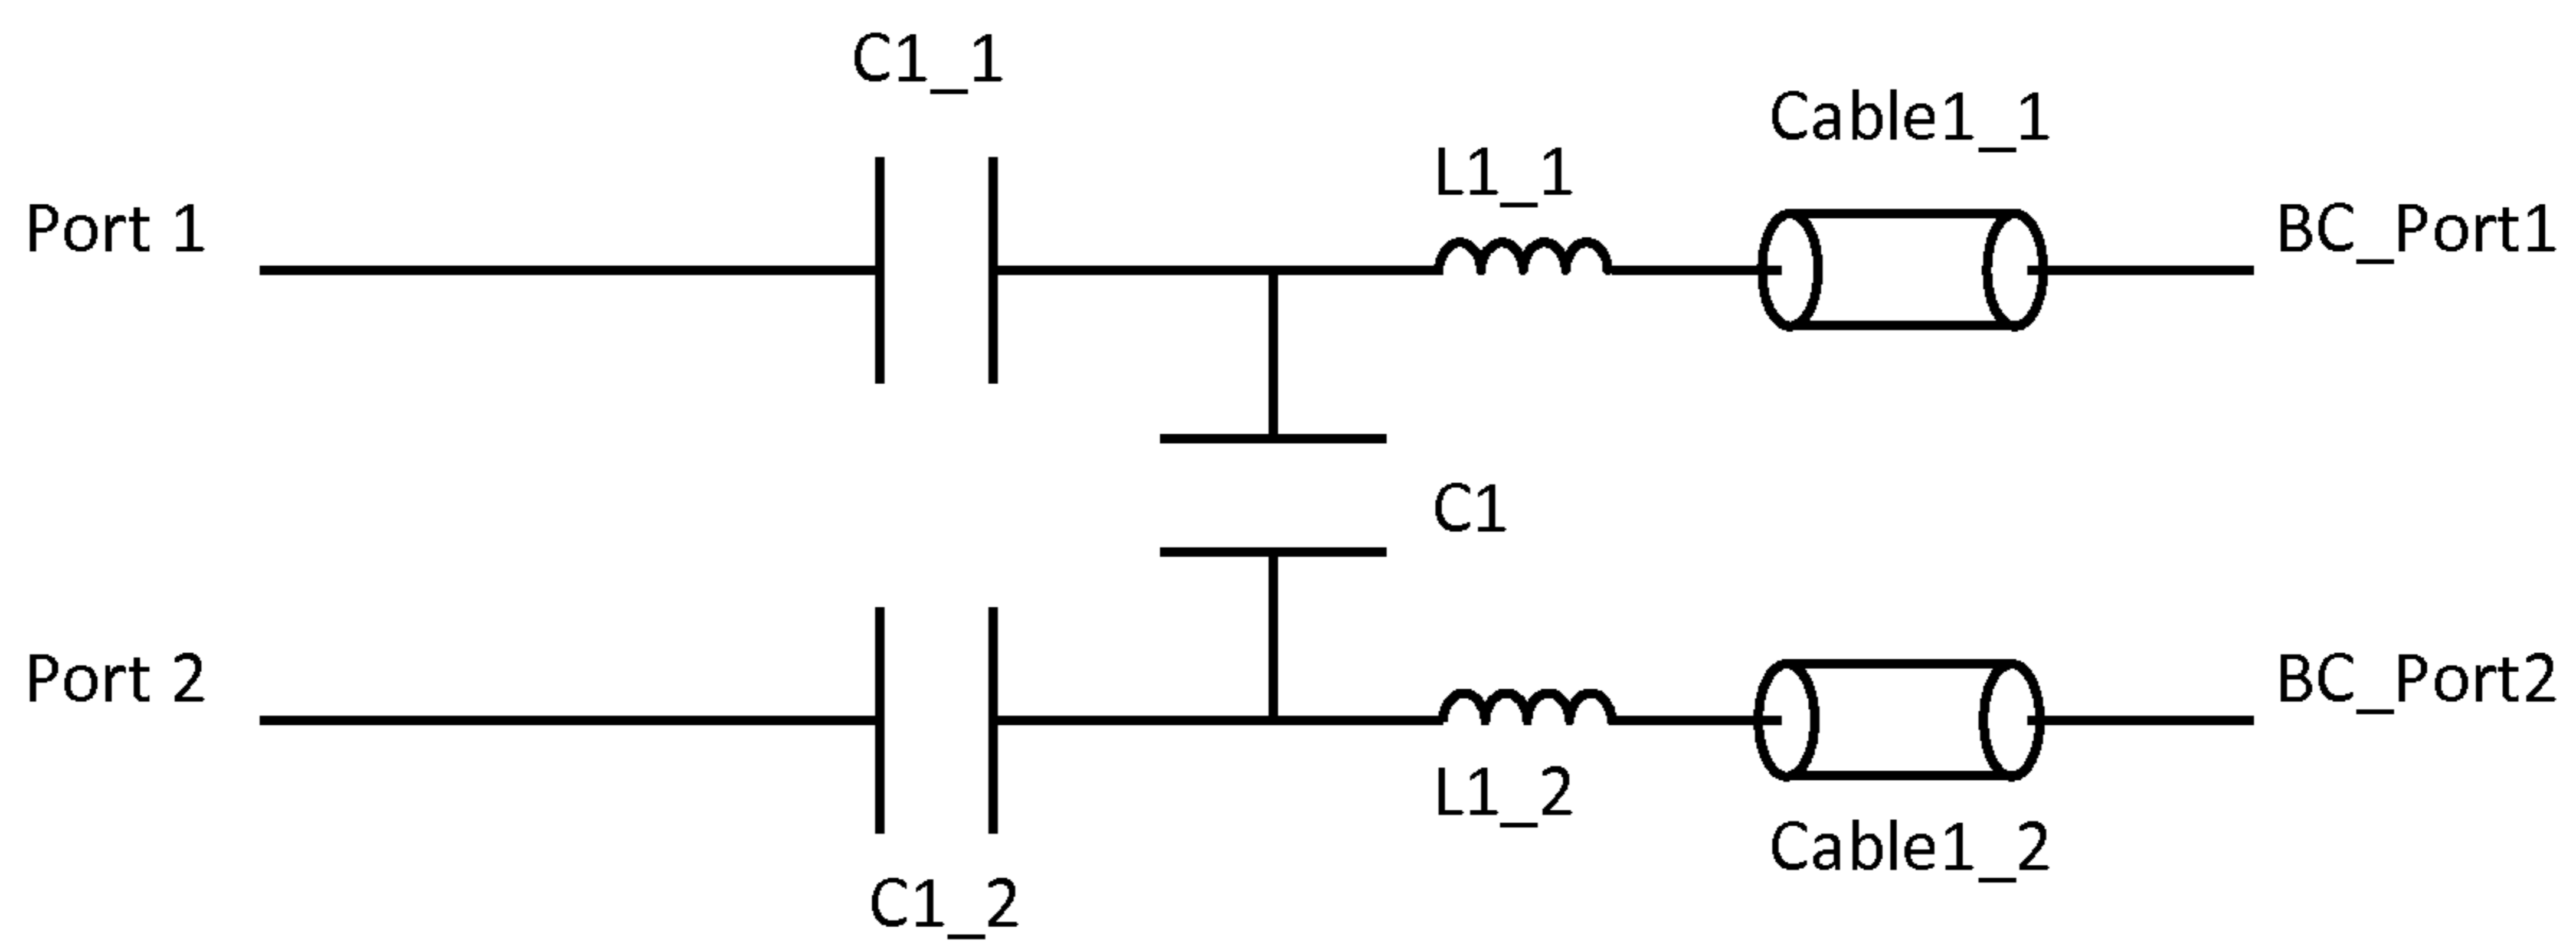 C1_1
Cable1_1
L1_1
Port 1
BC_Port1
C1
Port 2
BC_Port2
L1_2
Cable1_2
C1_2